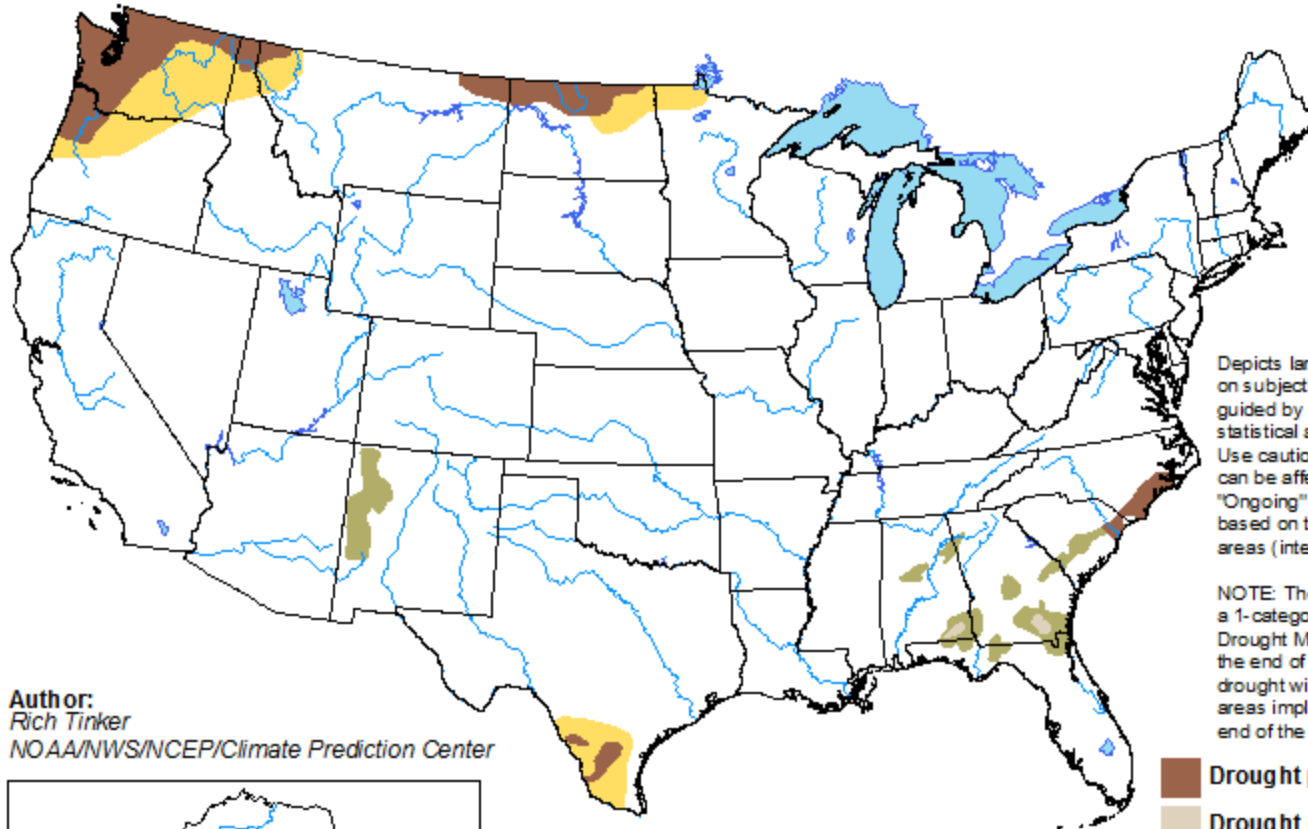 Depicts lar
on subject
guided by
statistical a
Use cautio
can be affe
"Ongoing"
based on t
areas (inte
NOTE: The
a 1-catego
Drought M
the end of
drought wi
areas impl
end of the
Author:
Rich Tinker
NOAA/NWS/NCEP/Climate Prediction Center
Drought p
Drought